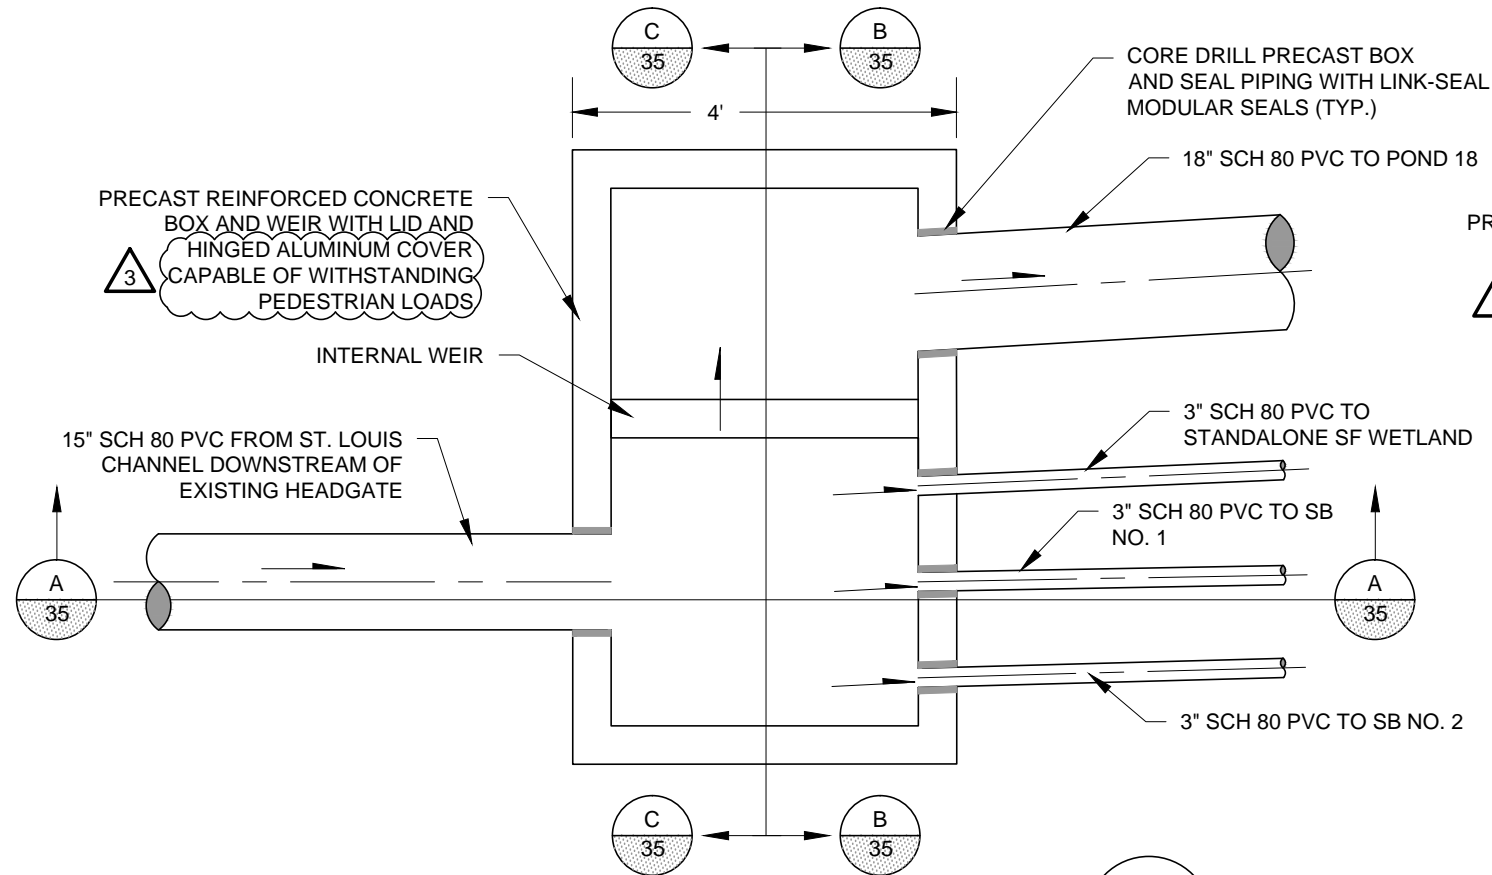 C
35
B
35
4'
CORE DRILL PRECAST BOX
AND SEAL PIPING WITH LINK-SEAL
MODULAR SEALS (TYP.)
18" SCH 80 PVC TO POND 18
PRECAST REINFORCED CONCRETE
BOX AND WEIR WITH LID AND
HINGED ALUMINUM COVER
CAPABLE OF WITHSTANDING
PEDESTRIAN LOADS
3
PR
INTERNAL WEIR
15" SCH 80 PVC FROM ST. LOUIS
CHANNEL DOWNSTREAM OF
EXISTING HEADGATE
3" SCH 80 PVC TO
STANDALONE SF WETLAND
3" SCH 80 PVC TO SB
NO. 1
A
35
A
35
3" SCH 80 PVC TO SB NO. 2
C
35
B
35